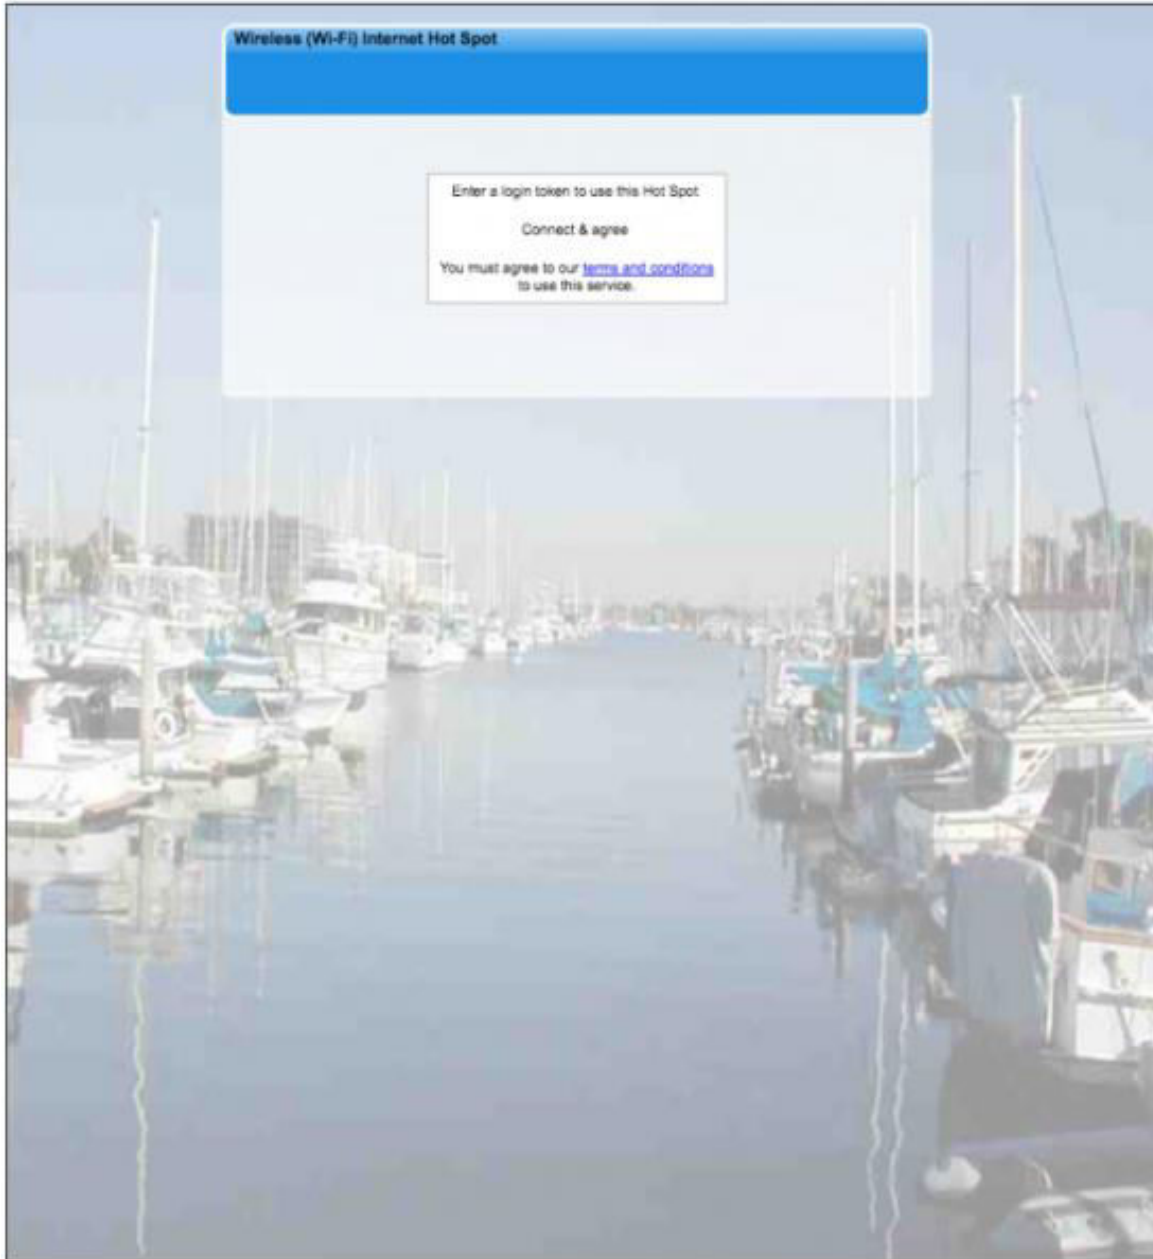 Wireless (Wi-Fi) Internet Hot Spot
Enter a login token to use this Hot Spot
Connect & agree
You must agree to our terms and conditions
to use this service.